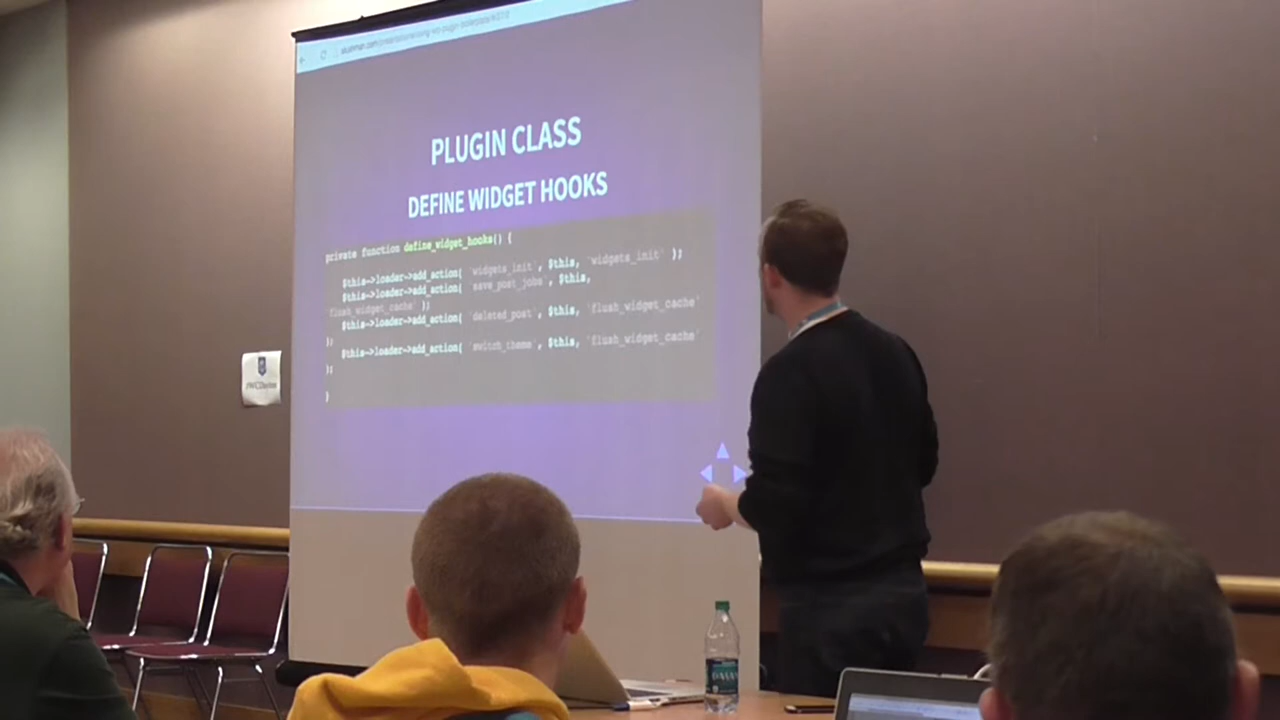 PLUGIN CLASS
DEFINE WIDGET HOOKS
private function define_widget_hooks() {
$this->loader->add_action( 'widgets_init', $this, 'widgets_init' );
$this->loader->add_action( 'save_post_jobs', $this,
'flush_widget_cache' );
$this->loader->add_action( 'deleted_post', $this, 'flush_widget_cache'
);
$this->loader->add_action( 'switch_theme', $this, 'flush_widget_cache'
);
}
DASANI